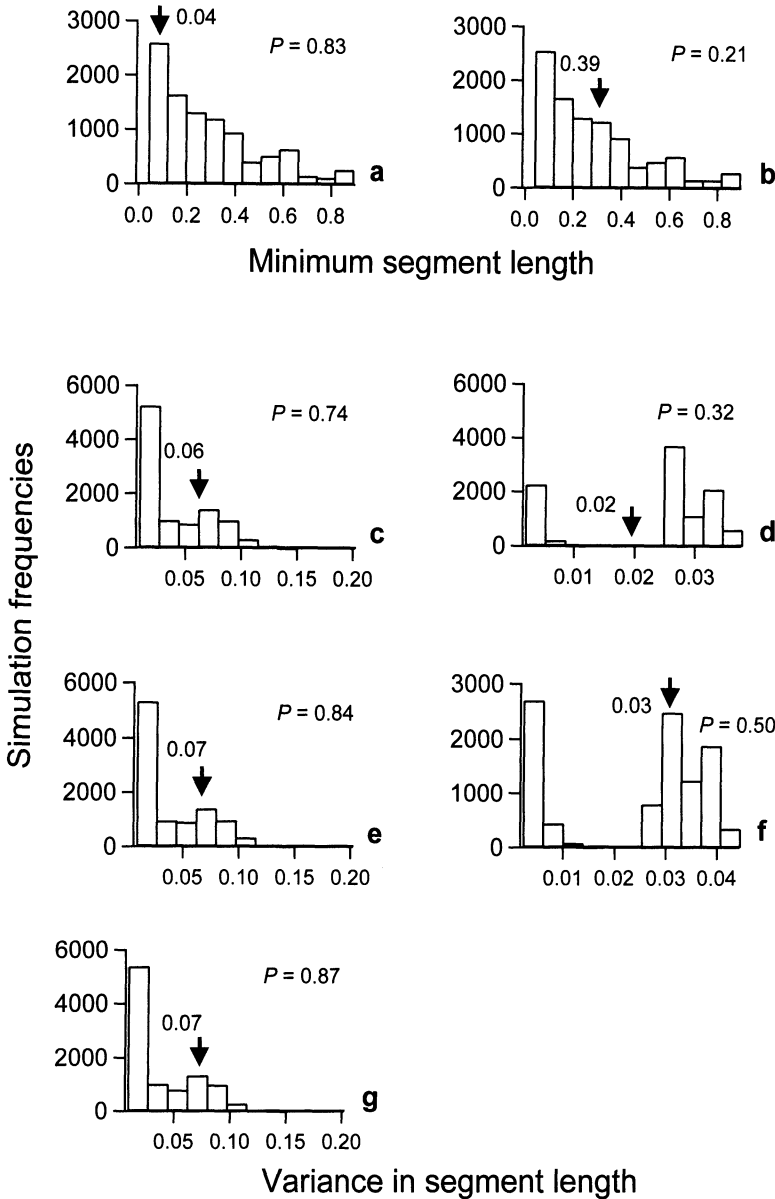 3000
2000
1000
0
0.04
P = 0.83
a
0.0 0.2 0.4 0.6 0.8
3000
2000
1000
0
0.39
P = 0.21
b
0.0 0.2 0.4 0.6 0.8
Minimum segment length
Simulation frequencies
6000
4000
2000
0
0.06
P = 0.74
c
0.05 0.10 0.15 0.20
6000
4000
2000
0
0.02
P = 0.32
d
0.01 0.02 0.03
6000
4000
2000
0
0.07
P = 0.84
e
0.05 0.10 0.15 0.20
3000
2000
1000
0
0.03
P = 0.50
f
0.01 0.02 0.03 0.04
6000
4000
2000
0
0.07
P = 0.87
g
0.05 0.10 0.15 0.20
Variance in segment length